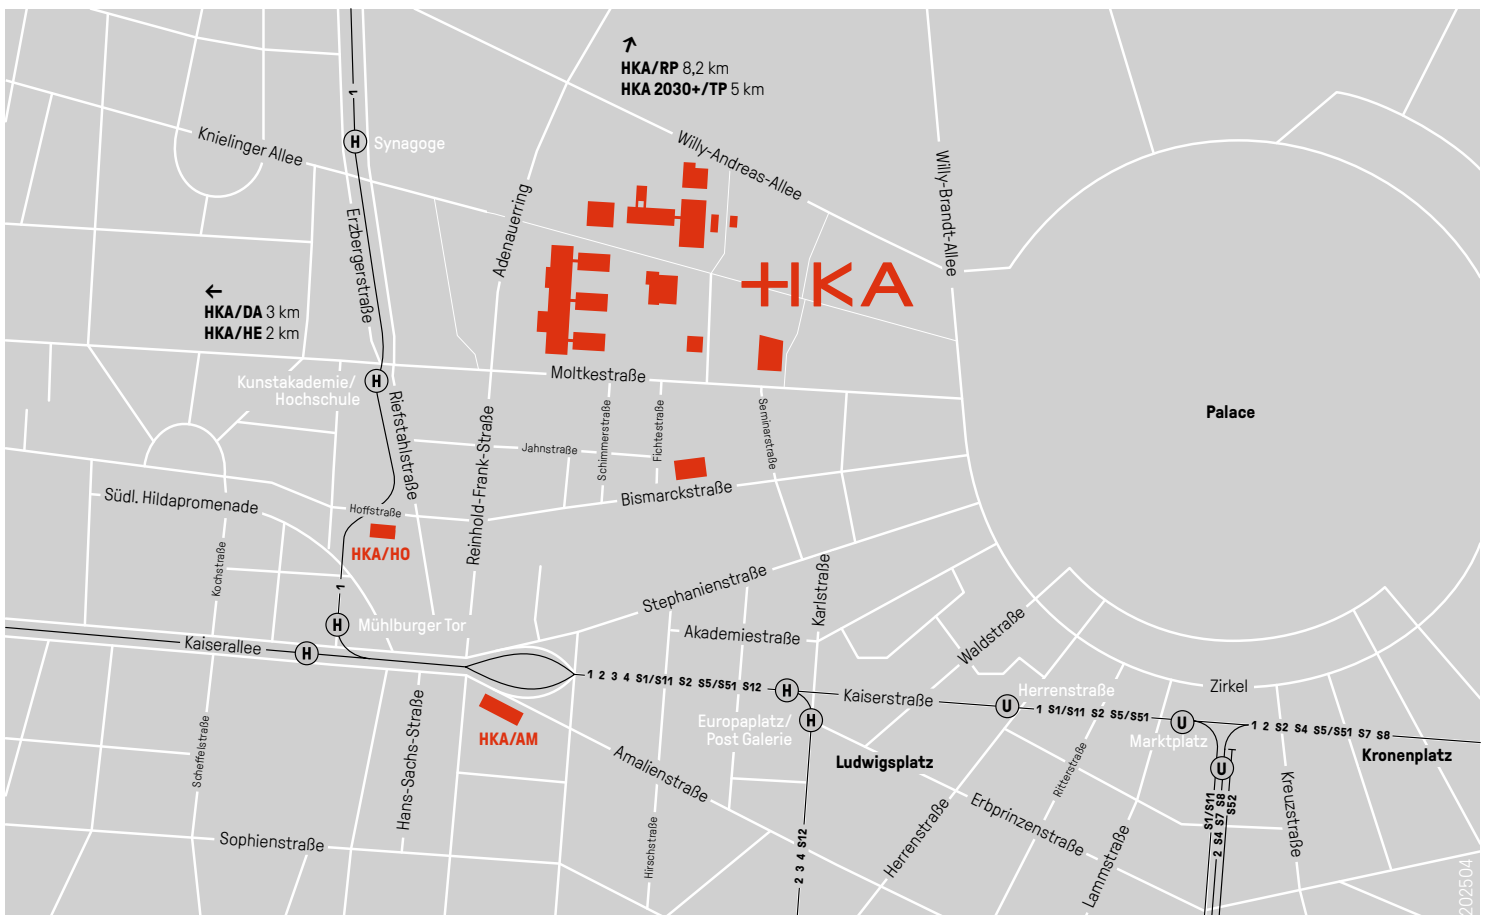 HKA/RP 8,2 km
HKA 2030+/TP 5 km
1
H
Synagoge
Knielinger Allee
Willy-Andreas-Allee
Willy-Brandt-Allee
Adenauerring
Erzbergerstraße
HKA
HKA/DA 3 km
HKA/HE 2 km
Moltkestraße
Kunstakademie/
Hochschule
H
Riefstahlstraße
Reinhold-Frank-Straße
Jahnstraße
Schimmerstraße
Fichtestraße
Seminarstraße
Palace
Bismarckstraße
Südl. Hildapromenade
Hoffstraße
HKA/HO
Kochstraße
1
Stephanienstraße
Karlstraße
H
Mühlburger Tor
Akademiestraße
Waldstraße
Kaiserallee
H
1 2 3 4 S1/S11 S2 S5/S51 S12
H
Kaiserstraße
Herrenstraße
Zirkel
U
1 S1/S11 S2 S5/S51
U
1 2 S2 S4 S5/S51 S7 S8
Europaplatz/
Post Galerie
H
Marktplatz
Kronenplatz
HKA/AM
Hans-Sachs-Straße
Scheffelstraße
Amalienstraße
Ludwigsplatz
Ritterstraße
U
T
S1/S11
2 S4 S7 S8
S52
Kreuzstraße
Erbprinzenstraße
Herrenstraße
Lammstraße
Sophienstraße
Hirschstraße
2 3 4 S12
202504